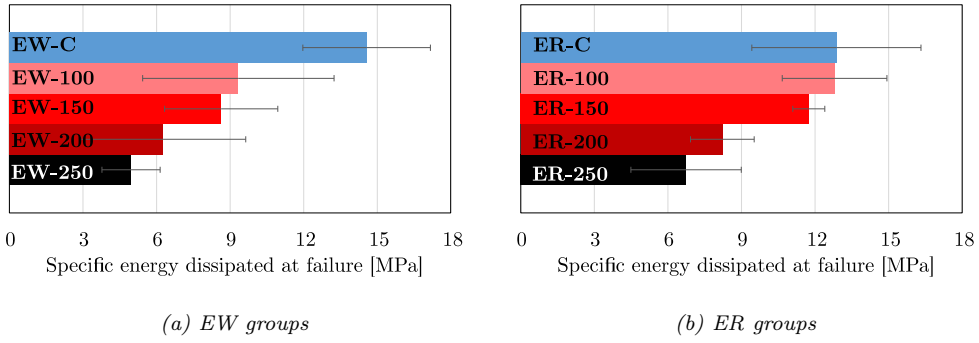 EW-C
EW-100
EW-150
EW-200
EW-250
0 3 6 9 12 15 18
Specific energy dissipated at failure [MPa]
(a) EW groups
ER-C
ER-100
ER-150
ER-200
ER-250
0 3 6 9 12 15 18
Specific energy dissipated at failure [MPa]
(b) ER groups